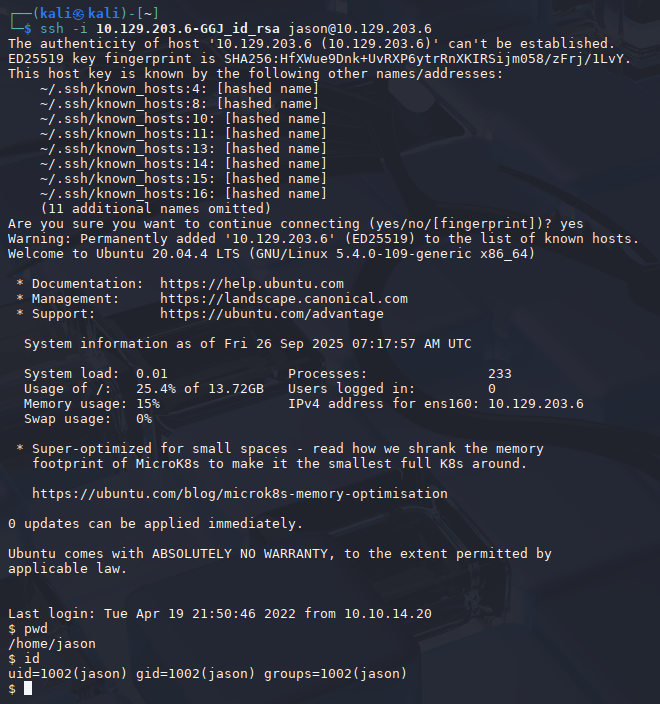 ┌──(kali㉿kali)-[~]
└─$ ssh -i 10.129.203.6-GGJ_id_rsa jason@10.129.203.6
The authenticity of host '10.129.203.6 (10.129.203.6)' can't be established.
ED25519 key fingerprint is SHA256:HfXWue9Dnk+UvRXP6ytrRnXKIRSijm058/zFrj/1LvY.
This host key is known by the following other names/addresses:
    ~/.ssh/known_hosts:4: [hashed name]
    ~/.ssh/known_hosts:8: [hashed name]
    ~/.ssh/known_hosts:10: [hashed name]
    ~/.ssh/known_hosts:11: [hashed name]
    ~/.ssh/known_hosts:13: [hashed name]
    ~/.ssh/known_hosts:14: [hashed name]
    ~/.ssh/known_hosts:15: [hashed name]
    ~/.ssh/known_hosts:16: [hashed name]
    (11 additional names omitted)
Are you sure you want to continue connecting (yes/no/[fingerprint])? yes
Warning: Permanently added '10.129.203.6' (ED25519) to the list of known hosts.
Welcome to Ubuntu 20.04.4 LTS (GNU/Linux 5.4.0-109-generic x86_64)

 * Documentation:  https://help.ubuntu.com
 * Management:     https://landscape.canonical.com
 * Support:        https://ubuntu.com/advantage

  System information as of Fri 26 Sep 2025 07:17:57 AM UTC

  System load:  0.01               Processes:               233
  Usage of /:   25.4% of 13.72GB   Users logged in:         0
  Memory usage: 15%                IPv4 address for ens160: 10.129.203.6
  Swap usage:   0%

 * Super-optimized for small spaces - read how we shrank the memory
   footprint of MicroK8s to make it the smallest full K8s around.

   https://ubuntu.com/blog/microk8s-memory-optimisation

0 updates can be applied immediately.

Ubuntu comes with ABSOLUTELY NO WARRANTY, to the extent permitted by
applicable law.

Last login: Tue Apr 19 21:50:46 2022 from 10.10.14.20
$ pwd
/home/jason
$ id
uid=1002(jason) gid=1002(jason) groups=1002(jason)
$